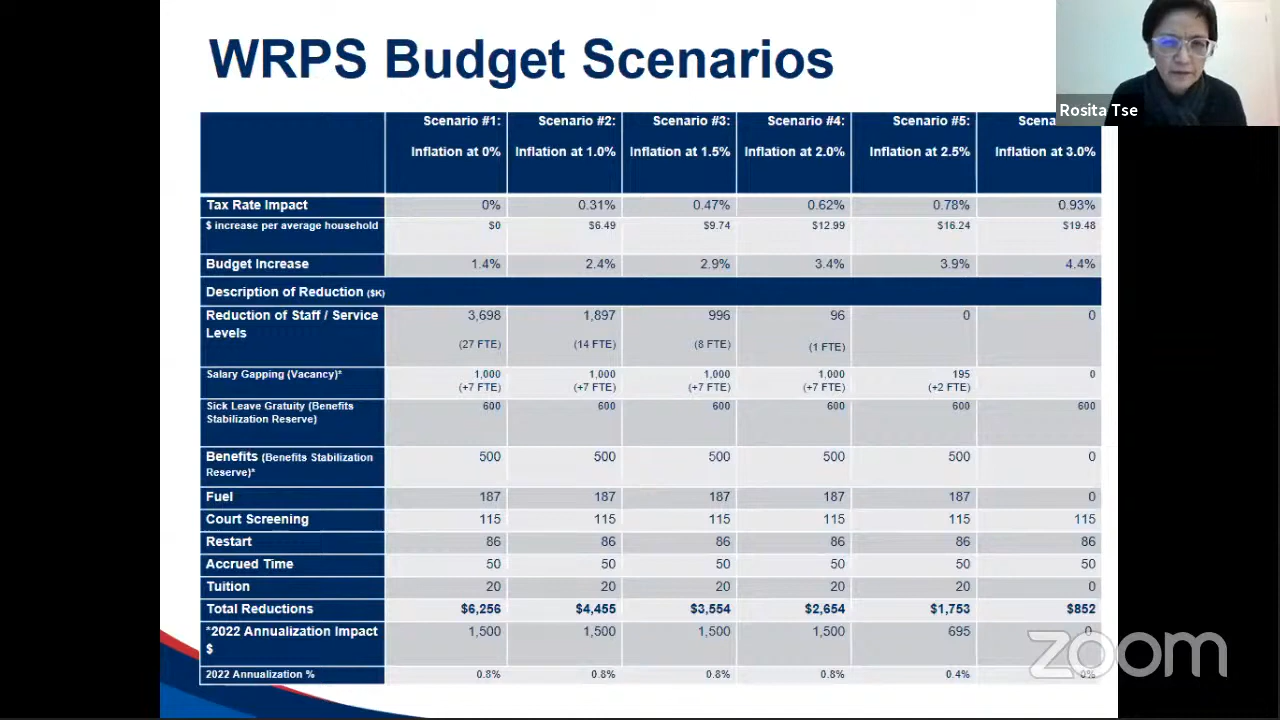 WRPS Budget Scenarios
Rosita Tse
Scenario #1: Scenario #2: Scenario #3: Scenario #4: Scenario #5: Scena
Inflation at 0% Inflation at 1.0% Inflation at 1.5% Inflation at 2.0% Inflation at 2.5% Inflation at 3.0%
Tax Rate Impact 0% 0.31% 0.47% 0.62% 0.78% 0.93%
$ increase per average household $0 $6.49 $9.74 $12.99 $16.24 $19.48
Budget Increase 1.4% 2.4% 2.9% 3.4% 3.9% 4.4%
Description of Reduction ($K)
Reduction of Staff / Service 3,698 1,897 996 96 0 0
Levels
(27 FTE) (14 FTE) (8 FTE) (1 FTE)
Salary Gapping (Vacancy)* 1,000 1,000 1,000 1,000 195 0
(+7 FTE) (+7 FTE) (+7 FTE) (+7 FTE) (+2 FTE)
Sick Leave Gratuity (Benefits 600 600 600 600 600 600
Stabilization Reserve)
Benefits (Benefits Stabilization 500 500 500 500 500 0
Reserve)*
Fuel 187 187 187 187 187 0
Court Screening 115 115 115 115 115 115
Restart 86 86 86 86 86 86
Accrued Time 50 50 50 50 50 50
Tuition 20 20 20 20 20 0
Total Reductions $6,256 $4,455 $3,554 $2,654 $1,753 $852
*2022 Annualization Impact 1,500 1,500 1,500 1,500 695 0
$
2022 Annualization % 0.8% 0.8% 0.8% 0.8% 0.4% 0%
zoom